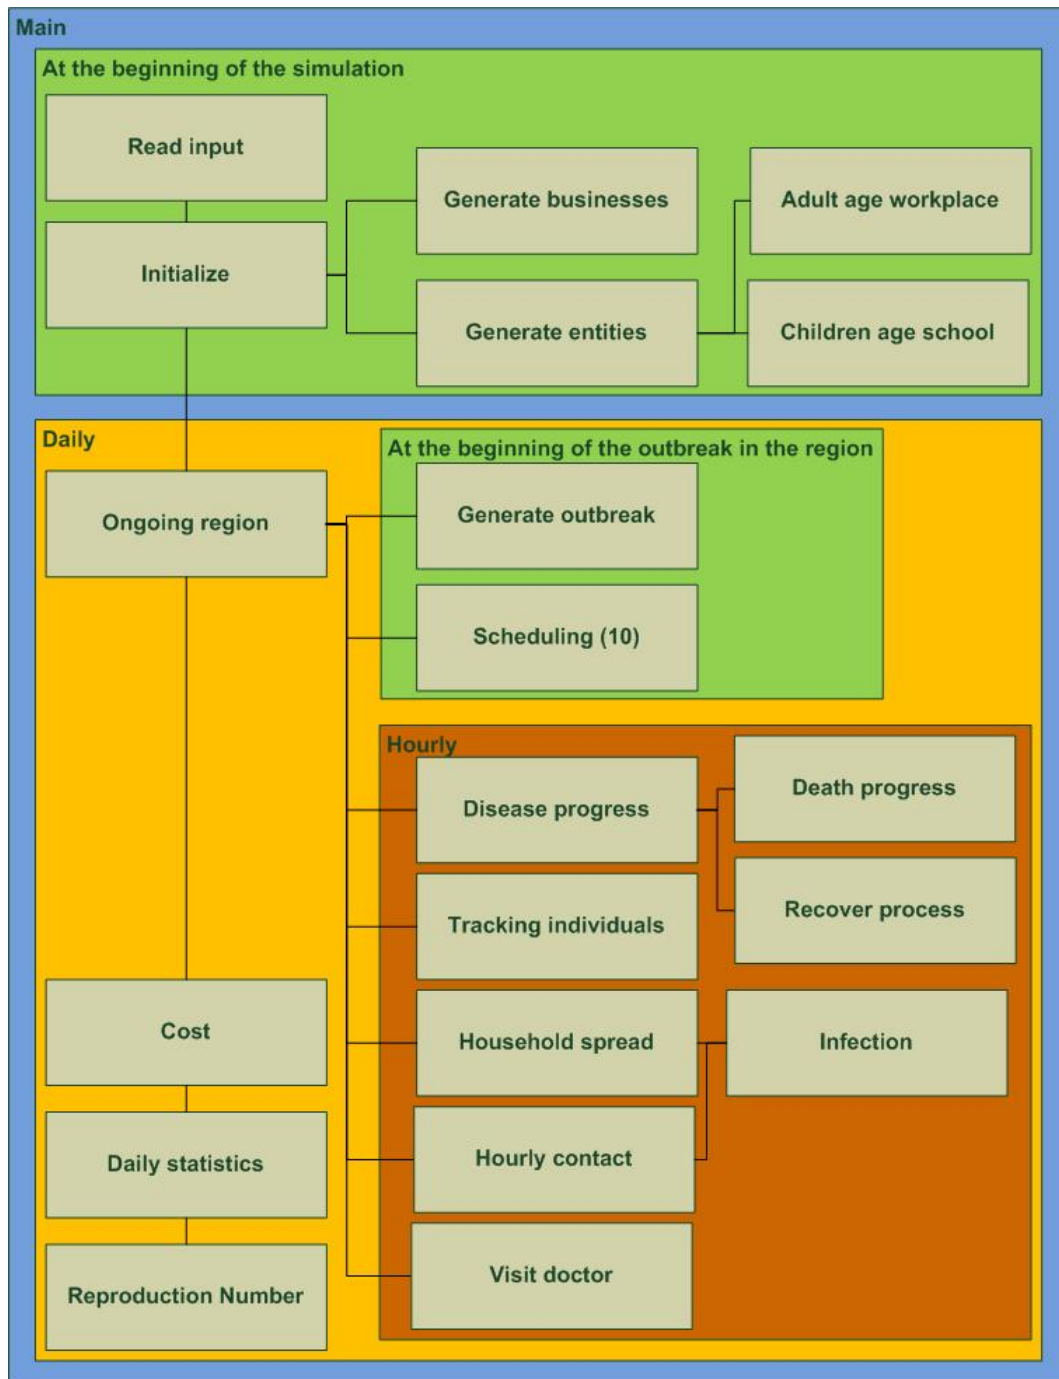 Main
At the beginning of the simulation
Read input
Generate businesses
Adult age workplace
Initialize
Generate entities
Children age school
Daily
At the beginning of the outbreak in the region
Ongoing region
Generate outbreak
Scheduling (10)
Hourly
Disease progress
Death progress
Recover process
Tracking individuals
Cost
Household spread
Infection
Daily statistics
Hourly contact
Reproduction Number
Visit doctor